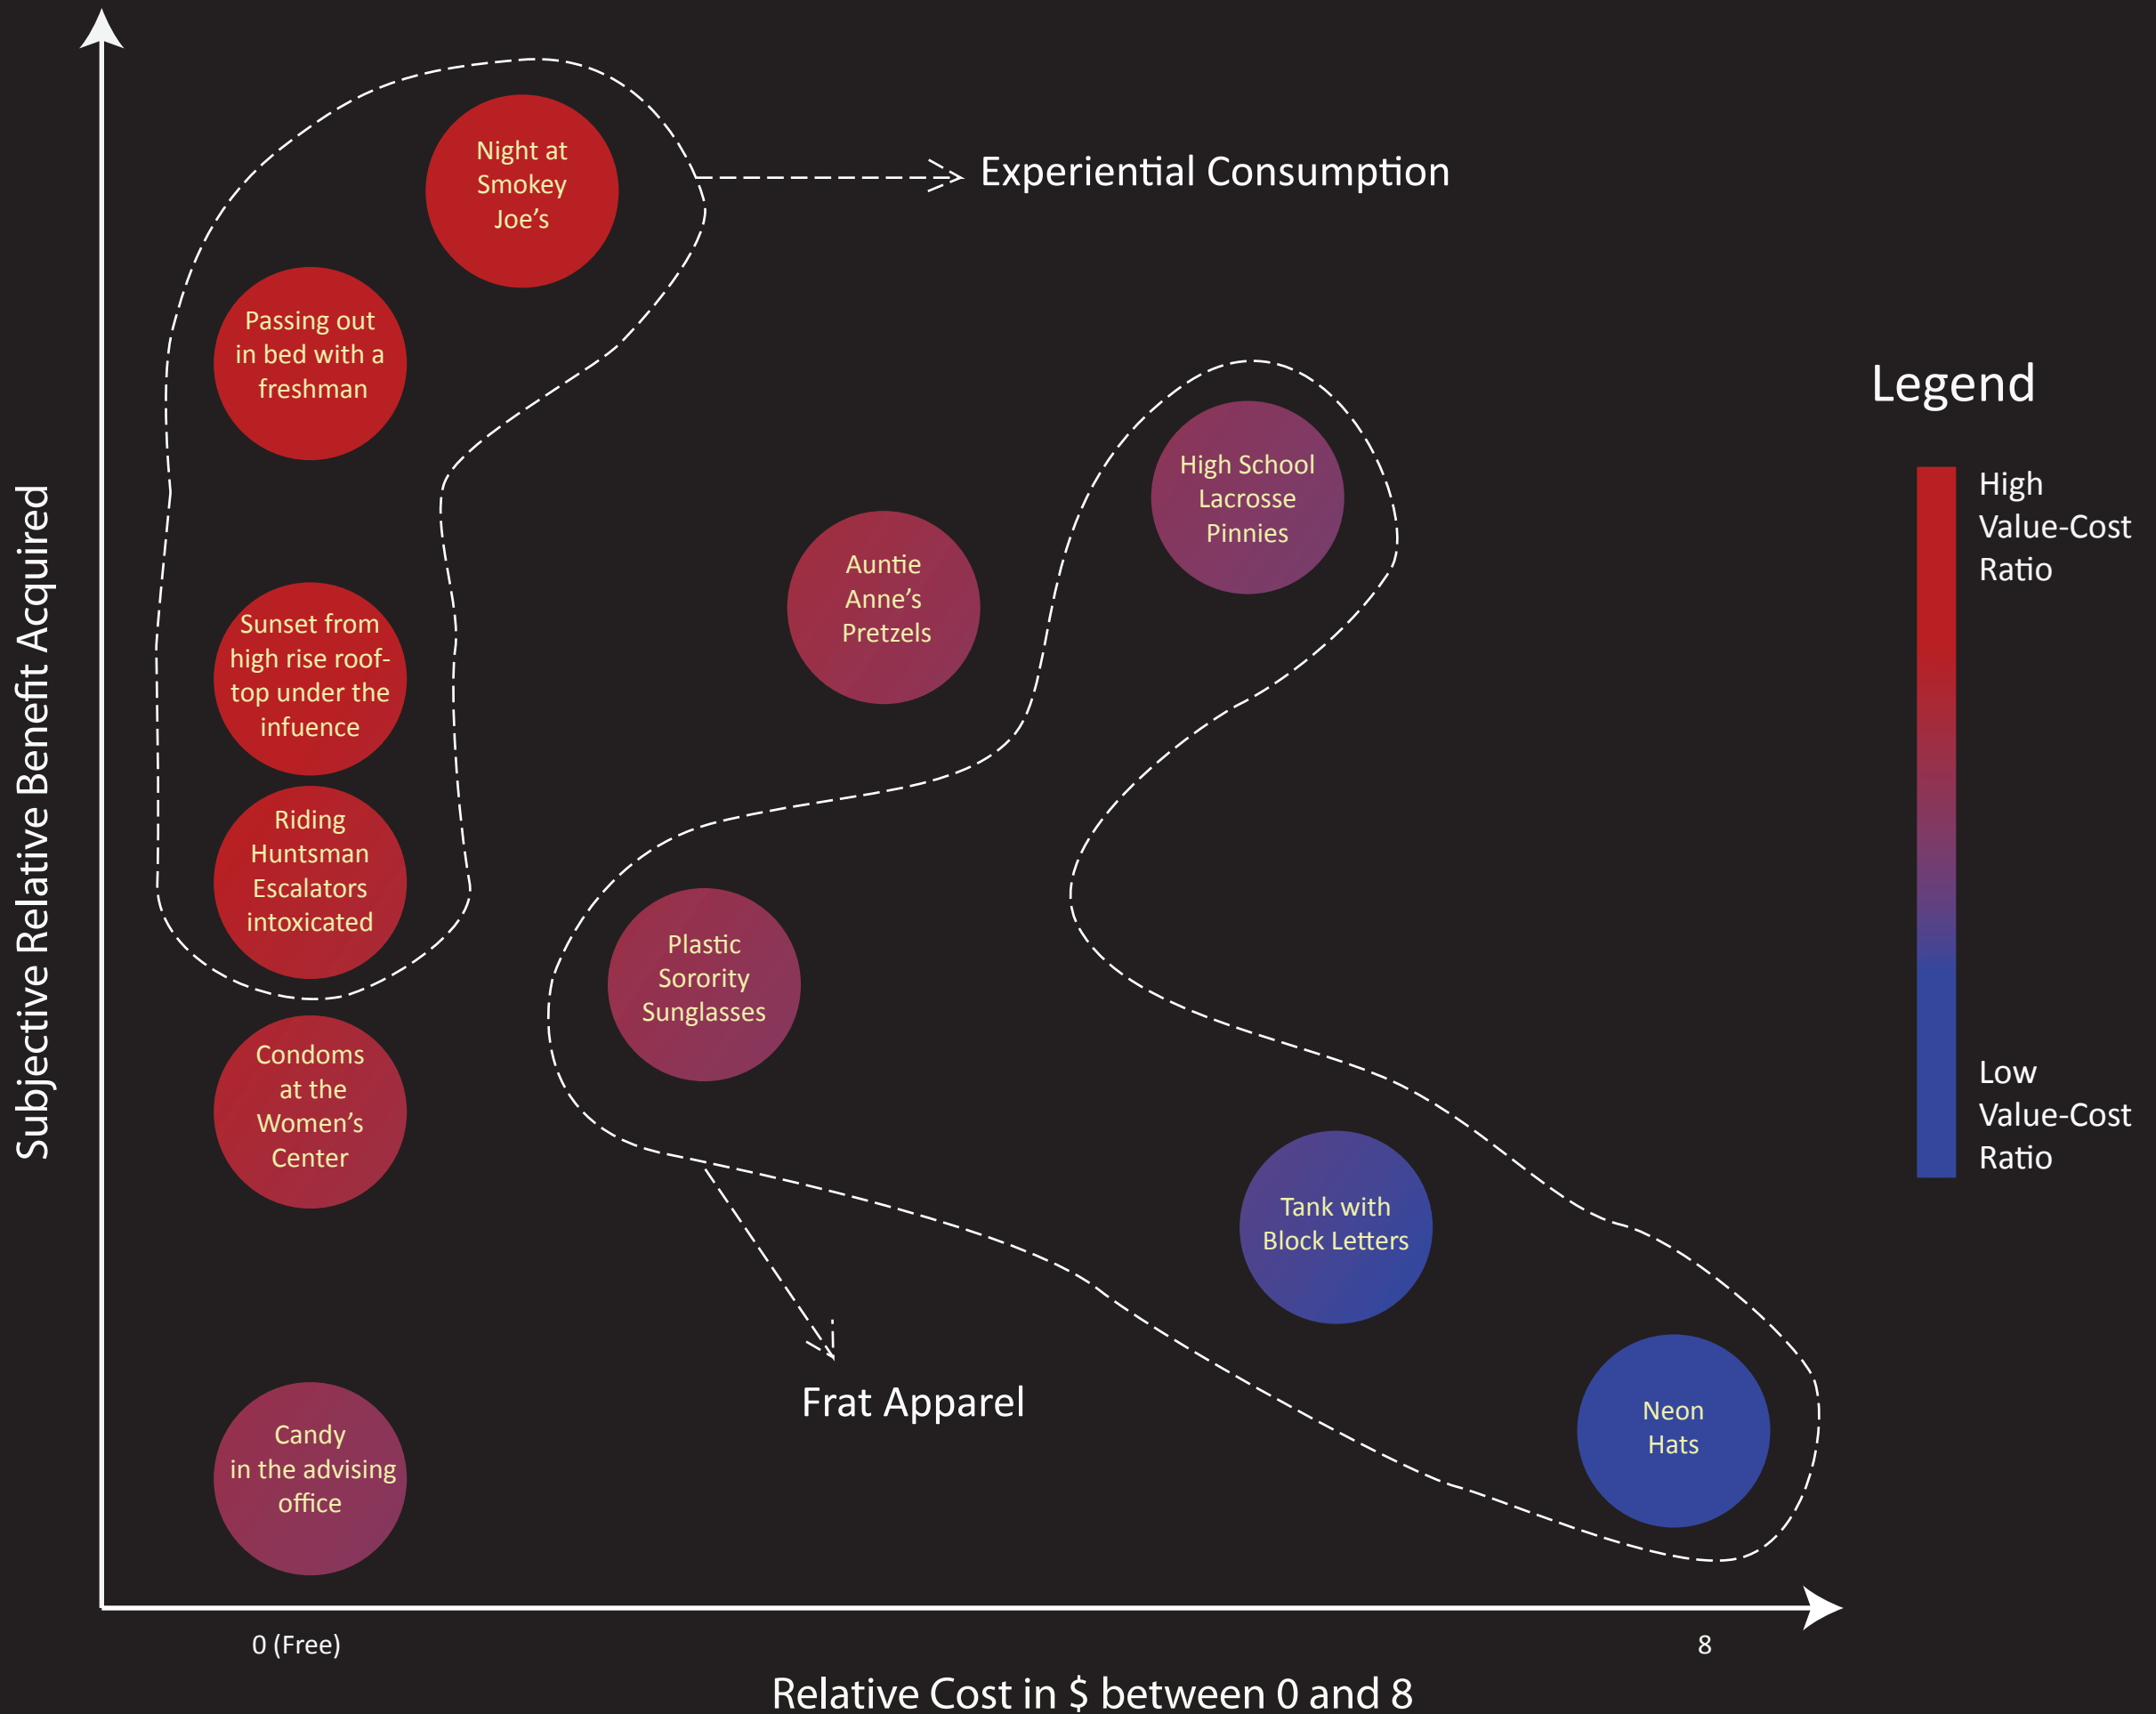 Night at
Smokey
Joe’s
Experiential Consumption
Passing out
in bed with a
freshman
Legend
High School
Lacrosse
Pinnies
High
Value-Cost
Ratio
Auntie
Anne’s
Pretzels
Subjective Relative Benefit Acquired
Sunset from
high rise roof-
top under the
infuence
Riding
Huntsman
Escalators
intoxicated
Plastic
Sorority
Sunglasses
Condoms
at the
Women’s
Center
Low
Value-Cost
Ratio
Tank with
Block Letters
Frat Apparel
Neon
Hats
Candy
in the advising
office
0 (Free)
8
Relative Cost in $ between 0 and 8